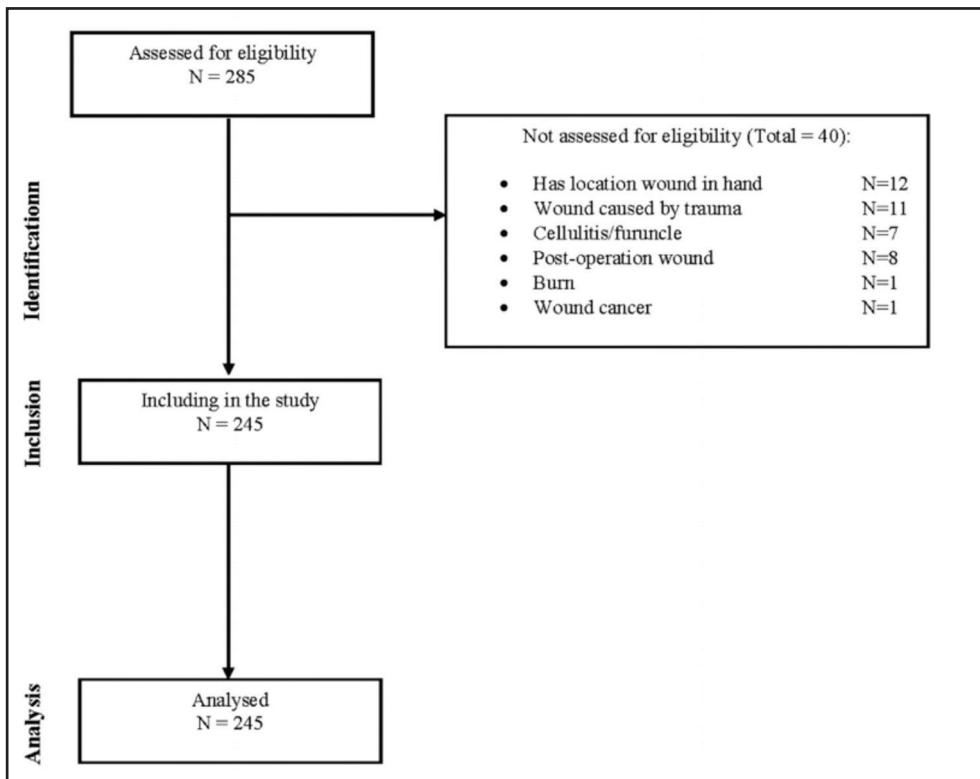 Assessed for eligibility
N = 285
Not assessed for eligibility (Total = 40):
• Has location wound in hand N=12
• Wound caused by trauma N=11
• Cellulitis/furuncle N=7
• Post-operation wound N=8
• Burn N=1
• Wound cancer N=1
Identificationn
Including in the study
N = 245
Inclusion
Analysed
N = 245
Analysis